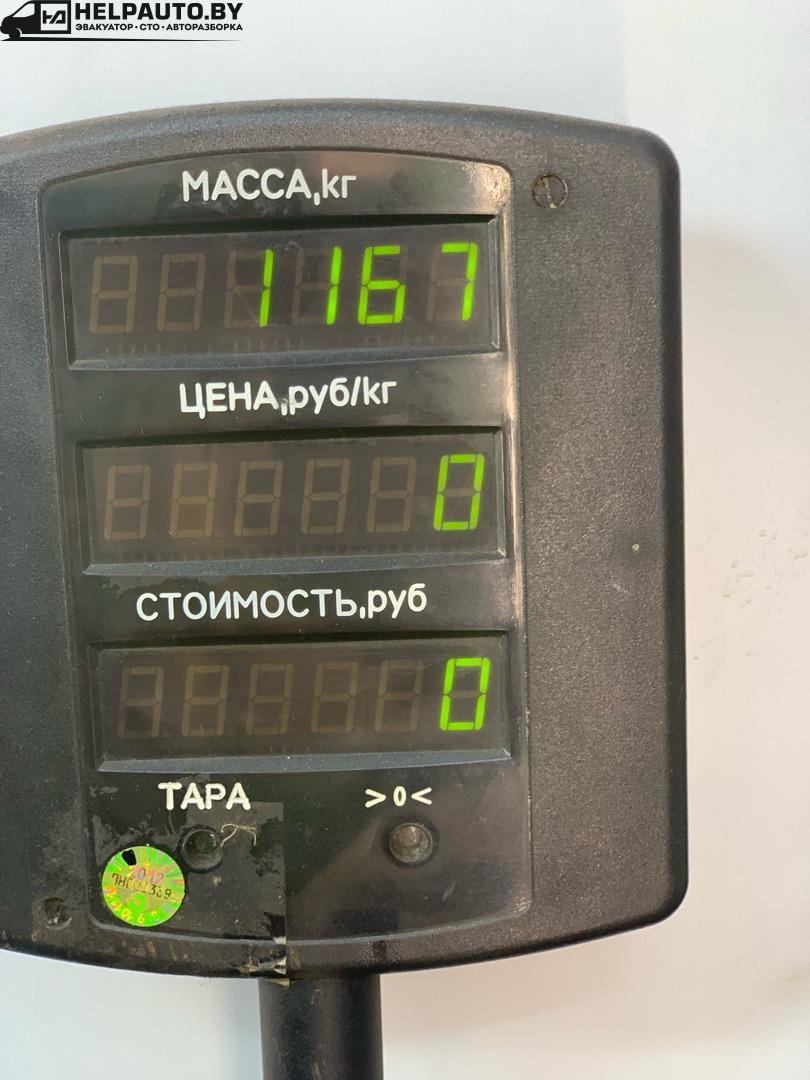 HELPAUTO.BY
ЭВАКУАТОР • СТО • АВТОРАЗБОРКА
МАССА,кг
1167
ЦЕНА,руб/кг
0
СТОИМОСТЬ,руб
0
ТАРА >0<